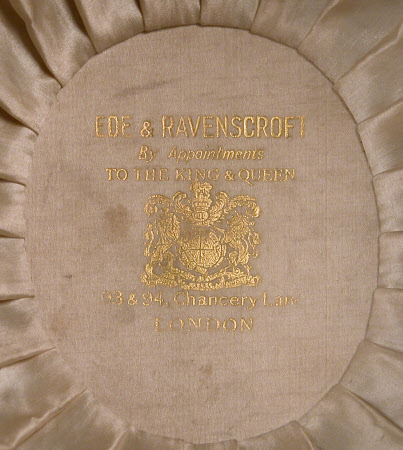 EDE & RAVENSCROFT
By Appointments
TO THE KING & QUEEN
93 & 94, Chancery Lane
LONDON